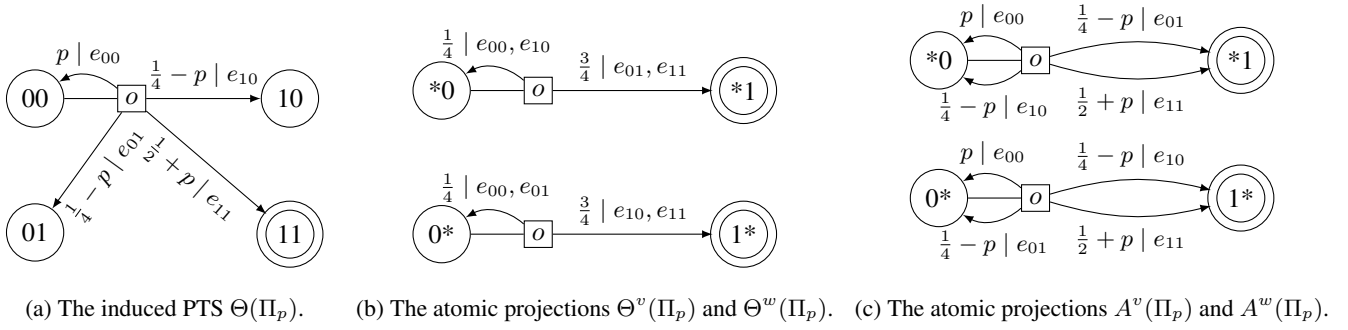 00
p | e₀₀
o
1/4 − p | e₁₀
10
1/4 − p | e₀₁
1/2 + p | e₁₁
01
11
(a) The induced PTS Θ(Πₚ).
1/4 | e₀₀, e₁₀
*0
o
3/4 | e₀₁, e₁₁
*1
1/4 | e₀₀, e₀₁
0*
o
3/4 | e₁₀, e₁₁
1*
(b) The atomic projections Θᵛ(Πₚ) and Θʷ(Πₚ).
p | e₀₀
1/4 − p | e₀₁
*0
o
*1
1/4 − p | e₁₀
1/2 + p | e₁₁
p | e₀₀
1/4 − p | e₁₀
0*
o
1*
1/4 − p | e₀₁
1/2 + p | e₁₁
(c) The atomic projections Aᵛ(Πₚ) and Aʷ(Πₚ).